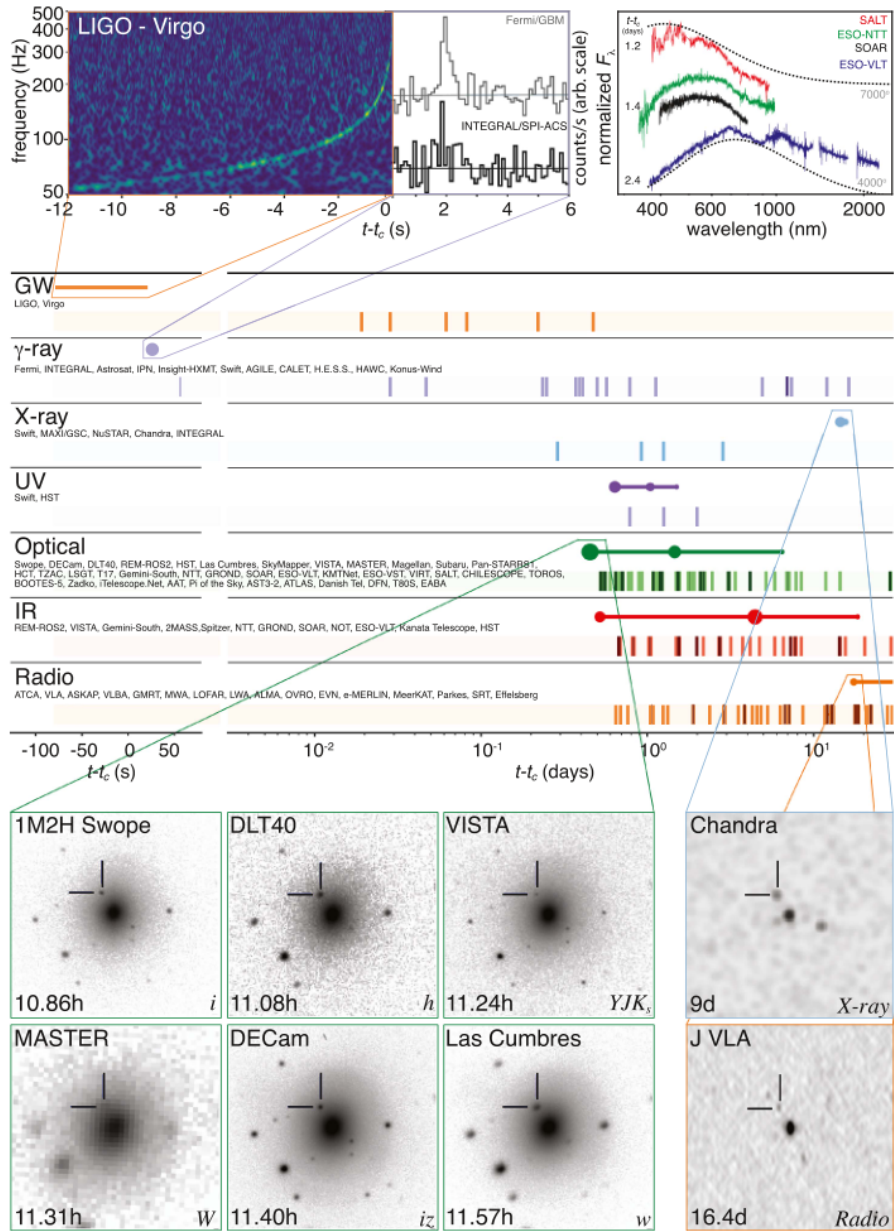 LIGO - Virgo
frequency (Hz)
500
400
300
200
100
50
-12 -10 -8 -6 -4 -2 0 2 4 6
t-tc (s)
Fermi/GBM
INTEGRAL/SPI-ACS
counts/s (arb. scale)
normalized Fλ
t-tc
(days)
1.2
1.4
2.4
SALT
ESO-NTT
SOAR
ESO-VLT
7000°
4000°
400 600 1000 2000
wavelength (nm)
GW
LIGO, Virgo
γ-ray
Fermi, INTEGRAL, Astrosat, IPN, Insight-HXMT, Swift, AGILE, CALET, H.E.S.S., HAWC, Konus-Wind
X-ray
Swift, MAXI/GSC, NuSTAR, Chandra, INTEGRAL
UV
Swift, HST
Optical
Swope, DECam, DLT40, REM-ROS2, HST, Las Cumbres, SkyMapper, VISTA, MASTER, Magellan, Subaru, Pan-STARRS1,
HCT, TZAC, LSGT, T17, Gemini-South, NTT, GROND, SOAR, ESO-VLT, KMTNet, ESO-VST, VIRT, SALT, CHILESCOPE, TOROS,
BOOTES-5, Zadko, iTelescope.Net, AAT, Pi of the Sky, AST3-2, ATLAS, Danish Tel, DFN, T80S, EABA
IR
REM-ROS2, VISTA, Gemini-South, 2MASS,Spitzer, NTT, GROND, SOAR, NOT, ESO-VLT, Kanata Telescope, HST
Radio
ATCA, VLA, ASKAP, VLBA, GMRT, MWA, LOFAR, LWA, ALMA, OVRO, EVN, e-MERLIN, MeerKAT, Parkes, SRT, Effelsberg
-100 -50 0 50
t-tc (s)
10⁻² 10⁻¹ 10⁰ 10¹
t-tc (days)
1M2H Swope
10.86h i
DLT40
11.08h h
VISTA
11.24h YJKs
Chandra
9d X-ray
MASTER
11.31h W
DECam
11.40h iz
Las Cumbres
11.57h w
J VLA
16.4d Radio